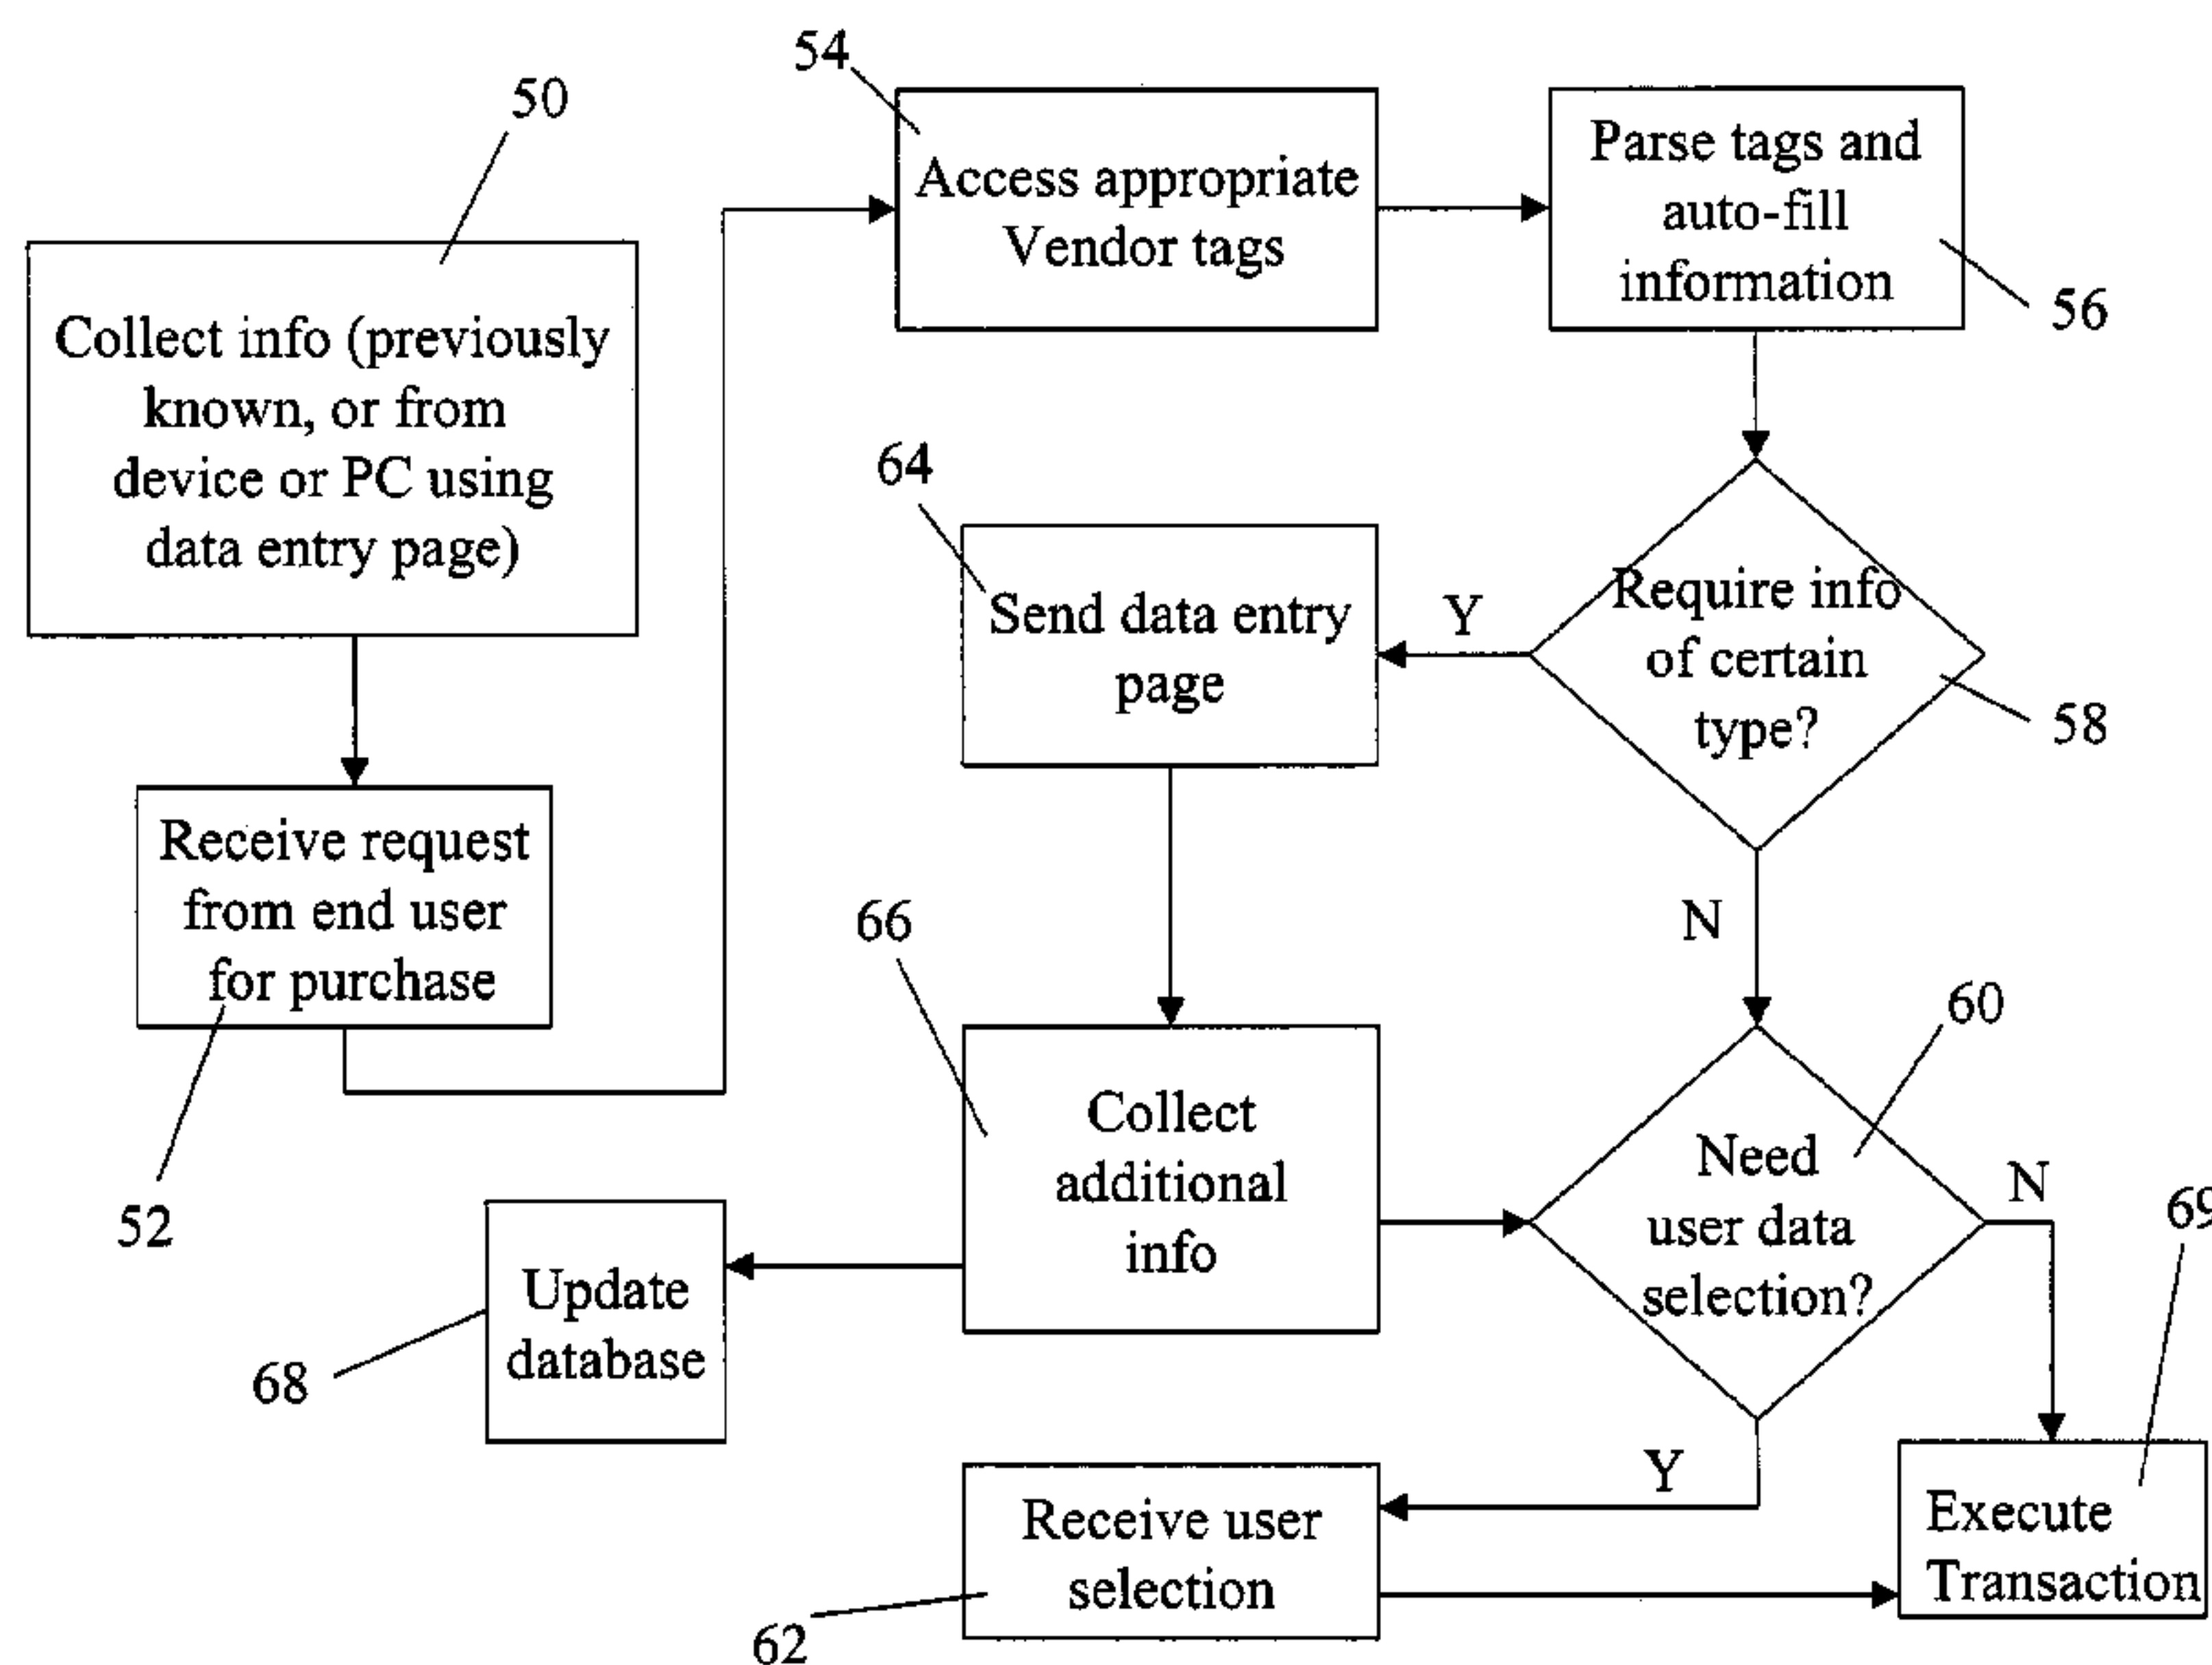 50
Collect info (previously
known, or from
device or PC using
data entry page)
Receive request
from end user
for purchase
52
54
Access appropriate
Vendor tags
Parse tags and
auto-fill
information
56
Require info
of certain
type?
58
Y
N
64
Send data entry
page
66
Collect
additional
info
Update
database
68
60
Need
user data
selection?
N
Y
Receive user
selection
62
69
Execute
Transaction